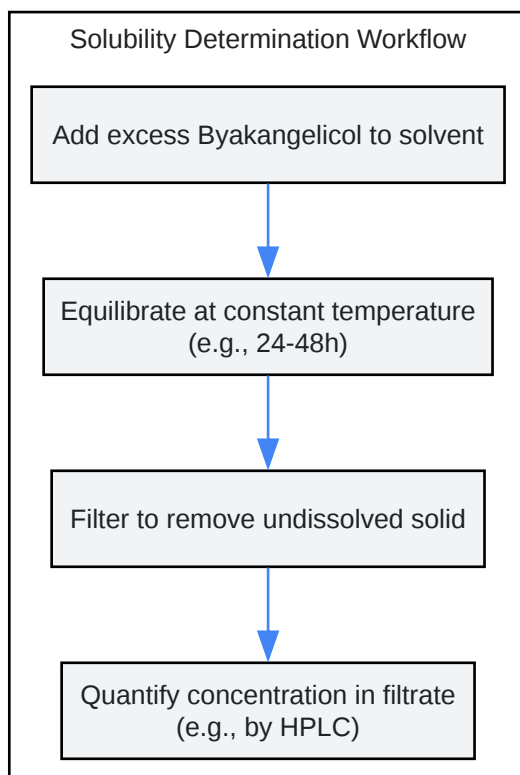 Solubility Determination Workflow
Add excess Byakangelicol to solvent
Equilibrate at constant temperature
(e.g., 24-48h)
Filter to remove undissolved solid
Quantify concentration in filtrate
(e.g., by HPLC)